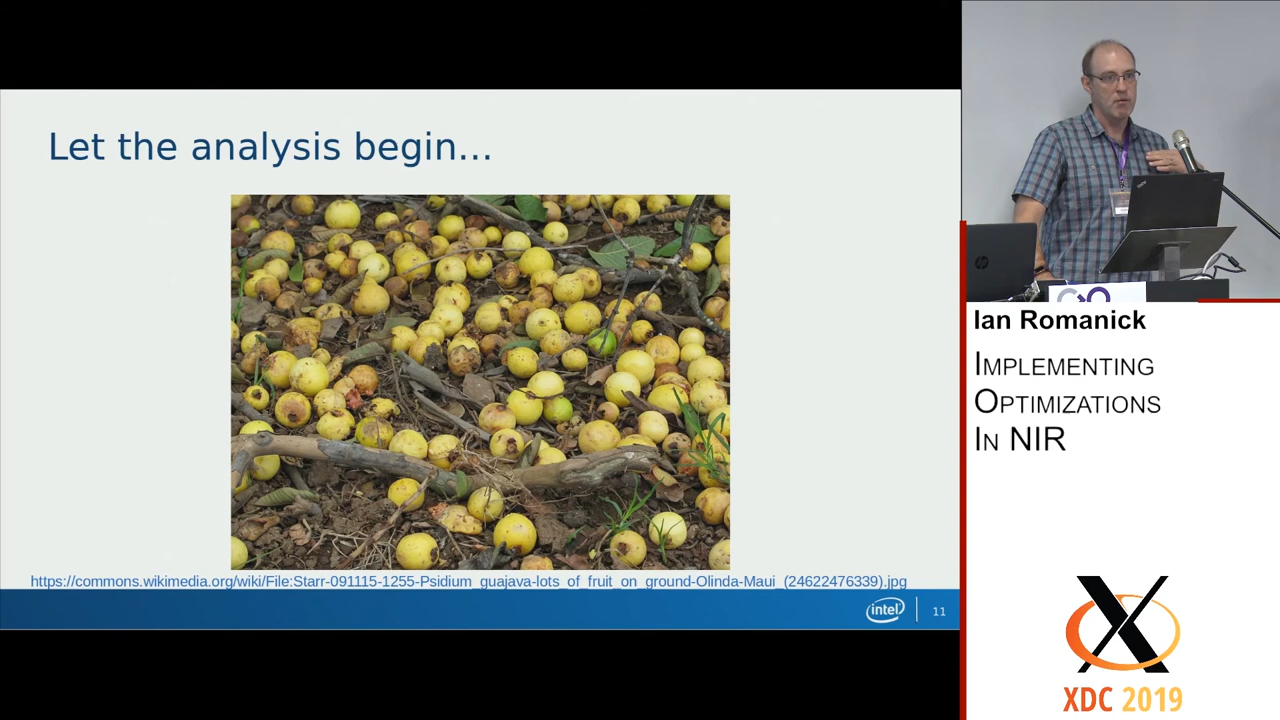 Let the analysis begin...
https://commons.wikimedia.org/wiki/File:Starr-091115-1255-Psidium_guajava-lots_of_fruit_on_ground-Olinda-Maui_(24622476339).jpg
intel
11
hp
Ian Romanick
IMPLEMENTING
OPTIMIZATIONS
IN NIR
X
XDC 2019